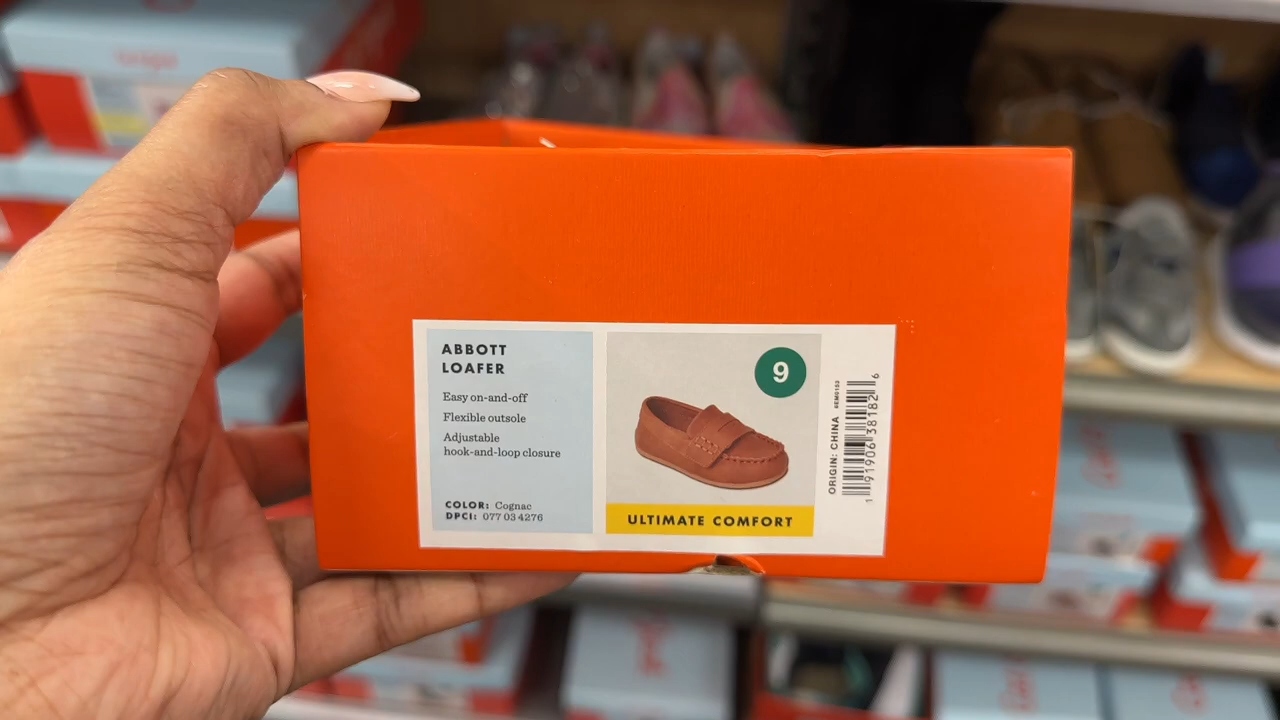 ABBOTT
LOAFER
Easy on-and-off
Flexible outsole
Adjustable
hook-and-loop closure
COLOR: Cognac
DPCI: 077 03 4276
9
ULTIMATE COMFORT
ORIGIN: CHINA
1 91906 38182 6